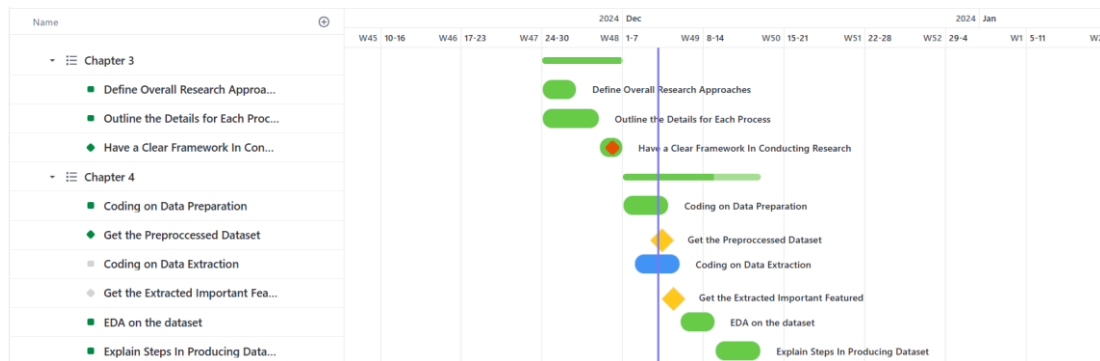 Name
2024 Dec
2024 Jan
W45 10-16 W46 17-23 W47 24-30 W48 1-7 W49 8-14 W50 15-21 W51 22-28 W52 29-4 W1 5-11
Chapter 3
Define Overall Research Approa... Define Overall Research Approaches
Outline the Details for Each Proc... Outline the Details for Each Process
Have a Clear Framework In Con... Have a Clear Framework In Conducting Research
Chapter 4
Coding on Data Preparation Coding on Data Preparation
Get the Preproccessed Dataset Get the Preproccessed Dataset
Coding on Data Extraction Coding on Data Extraction
Get the Extracted Important Fea... Get the Extracted Important Featured
EDA on the dataset EDA on the dataset
Explain Steps In Producing Data... Explain Steps In Producing Dataset